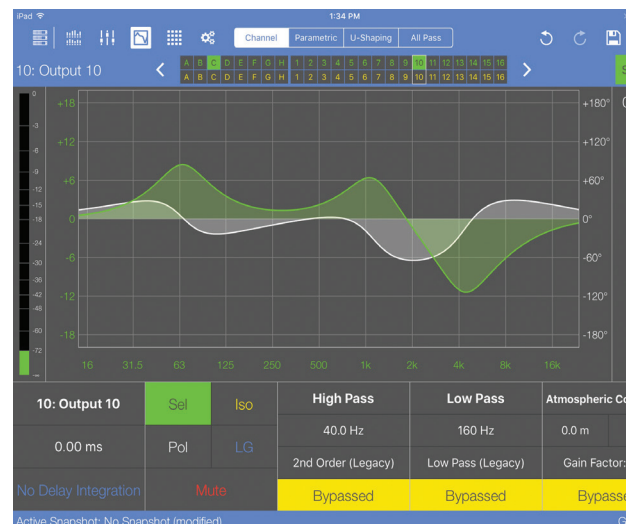 iPad 1:34 PM
Channel Parametric U-Shaping All Pass
10: Output 10
A B C D E F G H 1 2 3 4 5 6 7 8 9 10 11 12 13 14 15 16
A B C D E F G H 1 2 3 4 5 6 7 8 9 10 11 12 13 14 15 16
0
-3
-6
-9
-12
-15
-18
-24
-30
-36
-42
-48
-60
-72
+18
+12
+6
0
-6
-12
-18
+180°
+120°
+60°
0°
-60°
-120°
-180°
16 31.5 63 125 250 500 1k 2k 4k 8k 16k
10: Output 10 Sel Iso High Pass Low Pass Atmospheric Co
40.0 Hz 160 Hz 0.0 m
0.00 ms Pol LG
2nd Order (Legacy) Low Pass (Legacy) Gain Factor:
No Delay Integration Mute Bypassed Bypassed Bypasse
Active Snapshot: No Snapshot (modified)